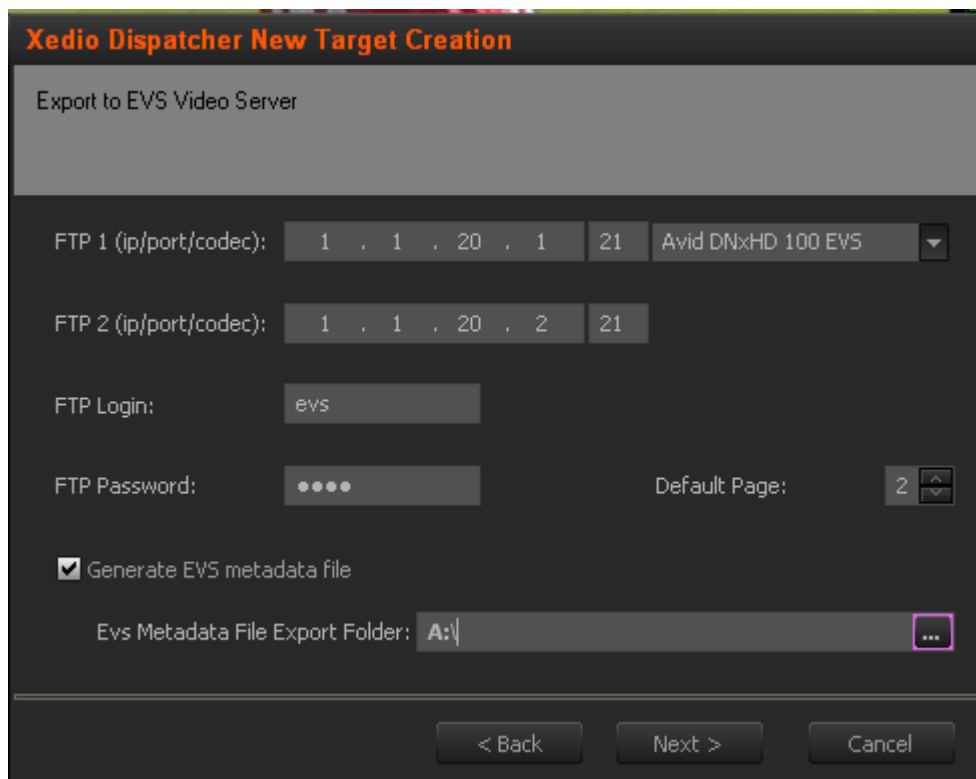 Xedio Dispatcher New Target Creation
Export to EVS Video Server
FTP 1 (ip/port/codec): 1 . 1 . 20 . 1 21 Avid DNxHD 100 EVS
FTP 2 (ip/port/codec): 1 . 1 . 20 . 2 21
FTP Login: evs
FTP Password: ●●●● Default Page: 2
Generate EVS metadata file
Evs Metadata File Export Folder: A:\ ...
< Back Next > Cancel